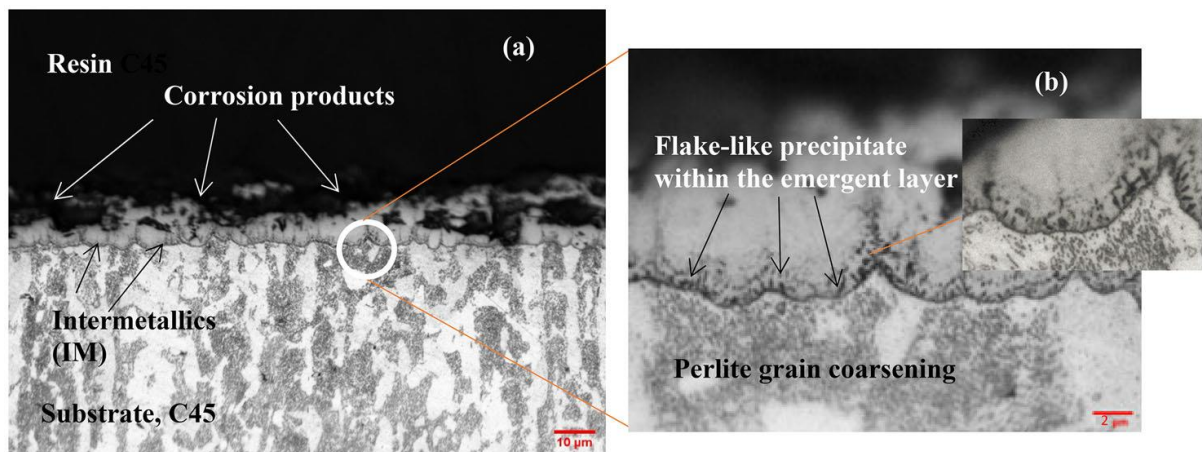 (a)
Resin C45
Corrosion products
Intermetallics
(IM)
Substrate, C45
10 µm
(b)
Flake-like precipitate
within the emergent layer
Perlite grain coarsening
2 µm